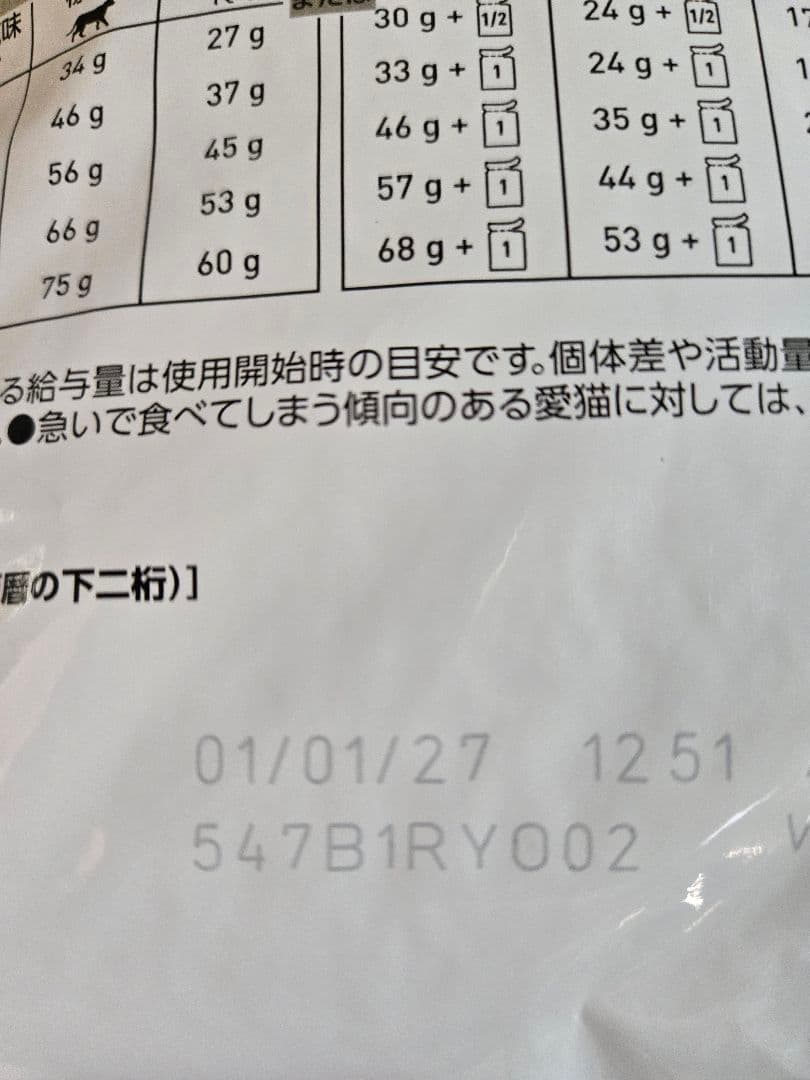 味
27 g 30 g + 1/2 24 g + 1/2
34 g 37 g 33 g + 1 24 g + 1
46 g 45 g 46 g + 1 35 g + 1
56 g 53 g 57 g + 1 44 g + 1
66 g 60 g 68 g + 1 53 g + 1
75 g
る給与量は使用開始時の目安です。個体差や活動量
●急いで食べてしまう傾向のある愛猫に対しては、
暦の下二桁)]
01/01/27 12 51
547B1RYO02